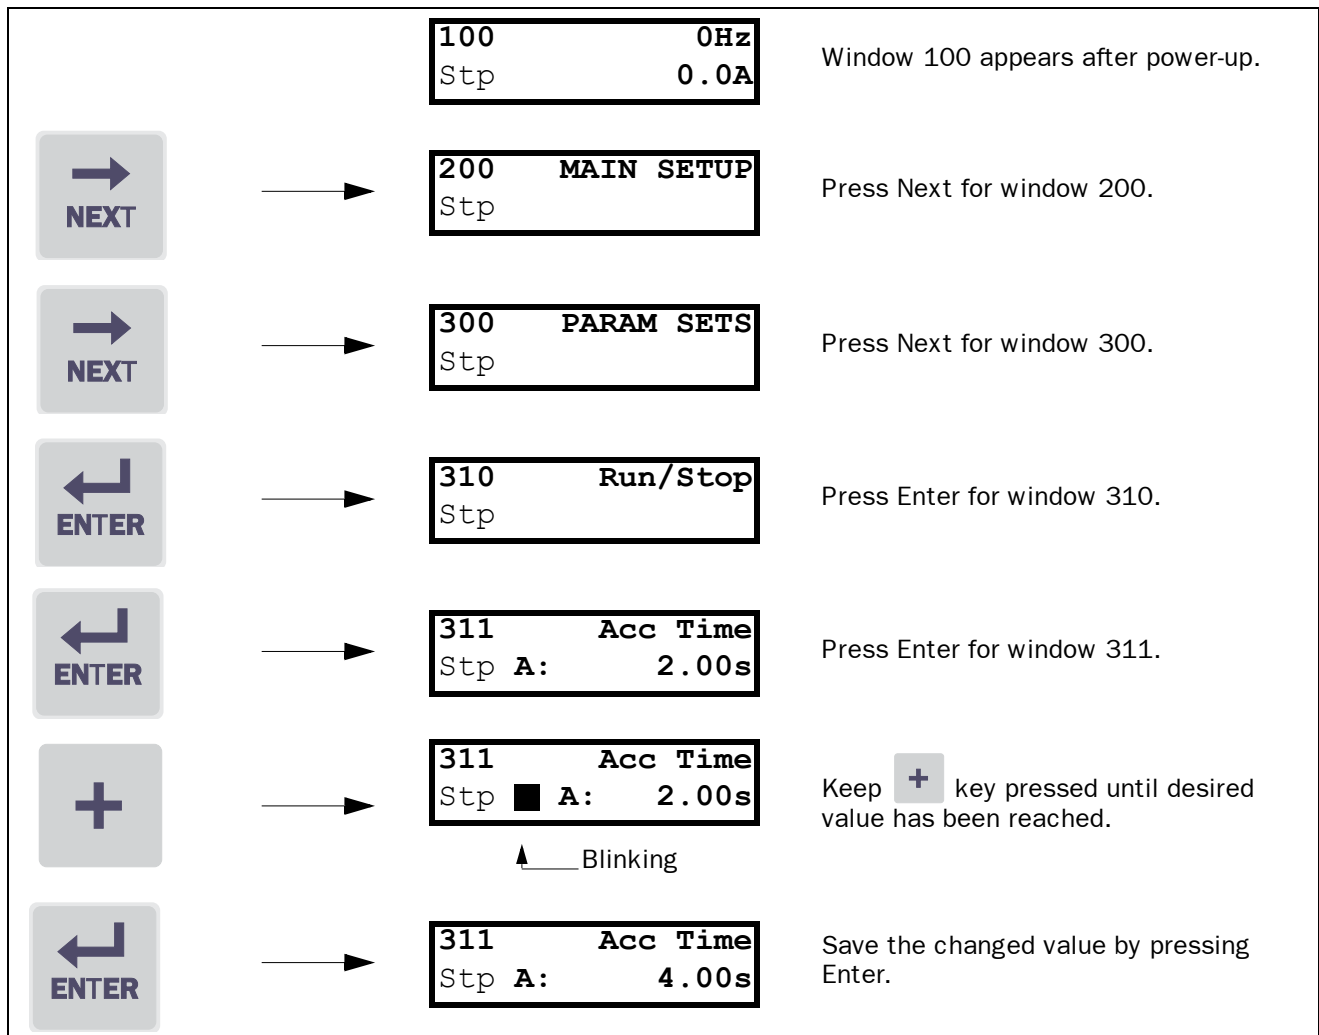 100 0Hz
Stp 0.0A
Window 100 appears after power-up.
NEXT
200 MAIN SETUP
Stp
Press Next for window 200.
NEXT
300 PARAM SETS
Stp
Press Next for window 300.
ENTER
310 Run/Stop
Stp
Press Enter for window 310.
ENTER
311 Acc Time
Stp A: 2.00s
Press Enter for window 311.
+
311 Acc Time
Stp A: 2.00s
Blinking
Keep + key pressed until desired
value has been reached.
ENTER
311 Acc Time
Stp A: 4.00s
Save the changed value by pressing
Enter.